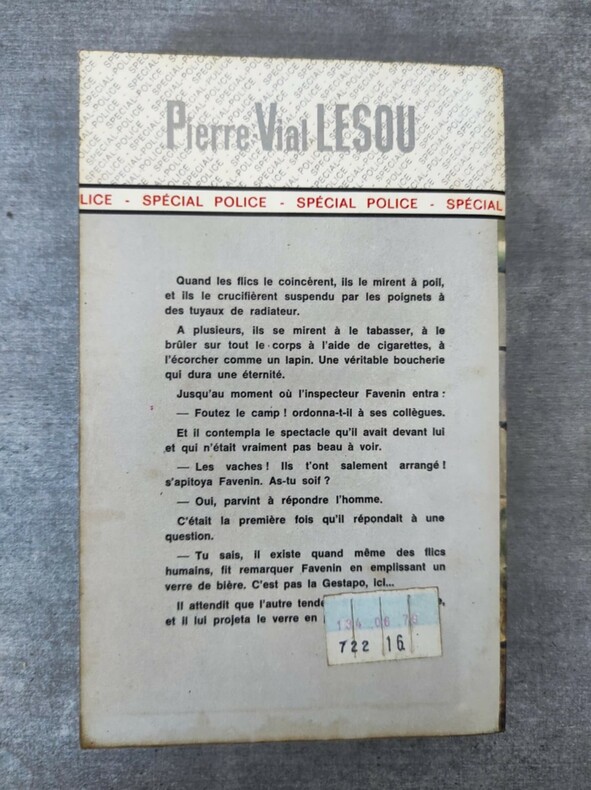 Pierre-Vial LESOU
LICE - SPÉCIAL POLICE - SPÉCIAL POLICE - SPÉCIAL
Quand les flics le coincèrent, ils le mirent à poil,
et ils le crucifièrent suspendu par les poignets à
des tuyaux de radiateur.
A plusieurs, ils se mirent à le tabasser, à le
brûler sur tout le corps à l'aide de cigarettes, à
l'écorcher comme un lapin. Une véritable boucherie
qui dura une éternité.
Jusqu'au moment où l'inspecteur Favenin entra :
— Foutez le camp ! ordonna-t-il à ses collègues.
Et il contempla le spectacle qu'il avait devant lui
et qui n'était vraiment pas beau à voir.
— Les vaches ! Ils t'ont salement arrangé !
s'apitoya Favenin. As-tu soif ?
— Oui, parvint à répondre l'homme.
C'était la première fois qu'il répondait à une
question.
— Tu sais, il existe quand même des flics
humains, fit remarquer Favenin en emplissant un
verre de bière. C'est pas la Gestapo, ici...
Il attendit que l'autre
et il lui projeta le verre en
722 16